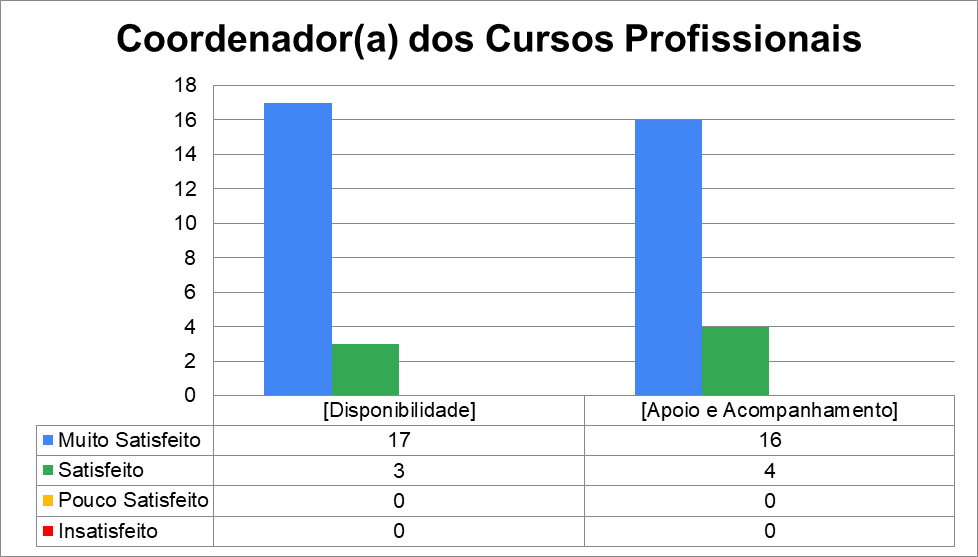 Coordenador(a) dos Cursos Profissionais
18
16
14
12
10
8
6
4
2
0
[Disponibilidade] [Apoio e Acompanhamento]
Muito Satisfeito 17 16
Satisfeito 3 4
Pouco Satisfeito 0 0
Insatisfeito 0 0